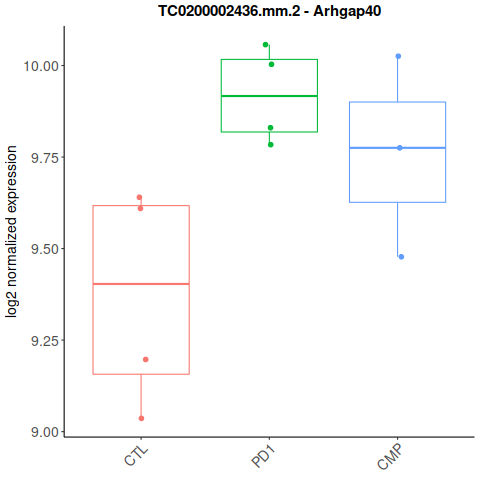 TC0200002436.mm.2 - Arhgap40
log2 normalized expression
10.00
9.75
9.50
9.25
9.00
CTL
PD1
CMP